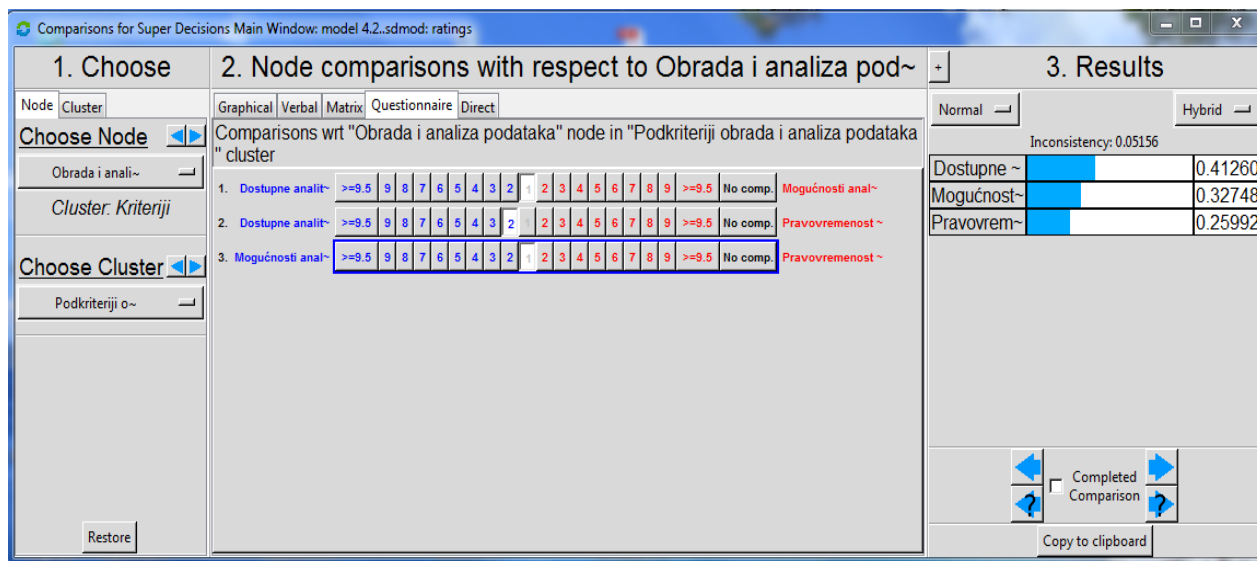 Comparisons for Super Decisions Main Window: model 4.2..sdmod: ratings
1. Choose
2. Node comparisons with respect to Obrada i analiza pod~
+
3. Results
Node Cluster
Graphical Verbal Matrix Questionnaire Direct
Normal
Hybrid
Choose Node
Comparisons wrt "Obrada i analiza podataka" node in "Podkriteriji obrada i analiza podataka
" cluster
Inconsistency: 0.05156
Obrada i anali~
Cluster: Kriteriji
1. Dostupne analit~ >=9.5 9 8 7 6 5 4 3 2 1 2 3 4 5 6 7 8 9 >=9.5 No comp. Mogućnosti anal~
2. Dostupne analit~ >=9.5 9 8 7 6 5 4 3 2 1 2 3 4 5 6 7 8 9 >=9.5 No comp. Pravovremenost ~
3. Mogućnosti anal~ >=9.5 9 8 7 6 5 4 3 2 1 2 3 4 5 6 7 8 9 >=9.5 No comp. Pravovremenost ~
Dostupne ~ 0.41260
Mogućnost~ 0.32748
Pravovrem~ 0.25992
Choose Cluster
Podkriteriji o~
Completed
Comparison
?
?
Restore
Copy to clipboard